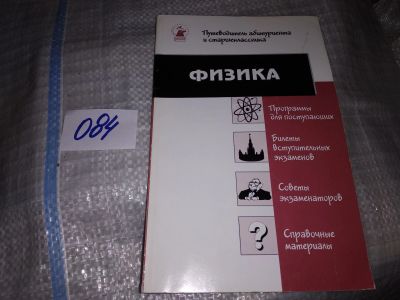 Путеводитель абитуриента
и старшеклассника
ФИЗИКА
084
Программы
для поступающих
Билеты
вступительных
экзаменов
Советы
экзаменаторов
?
Справочные
материалы